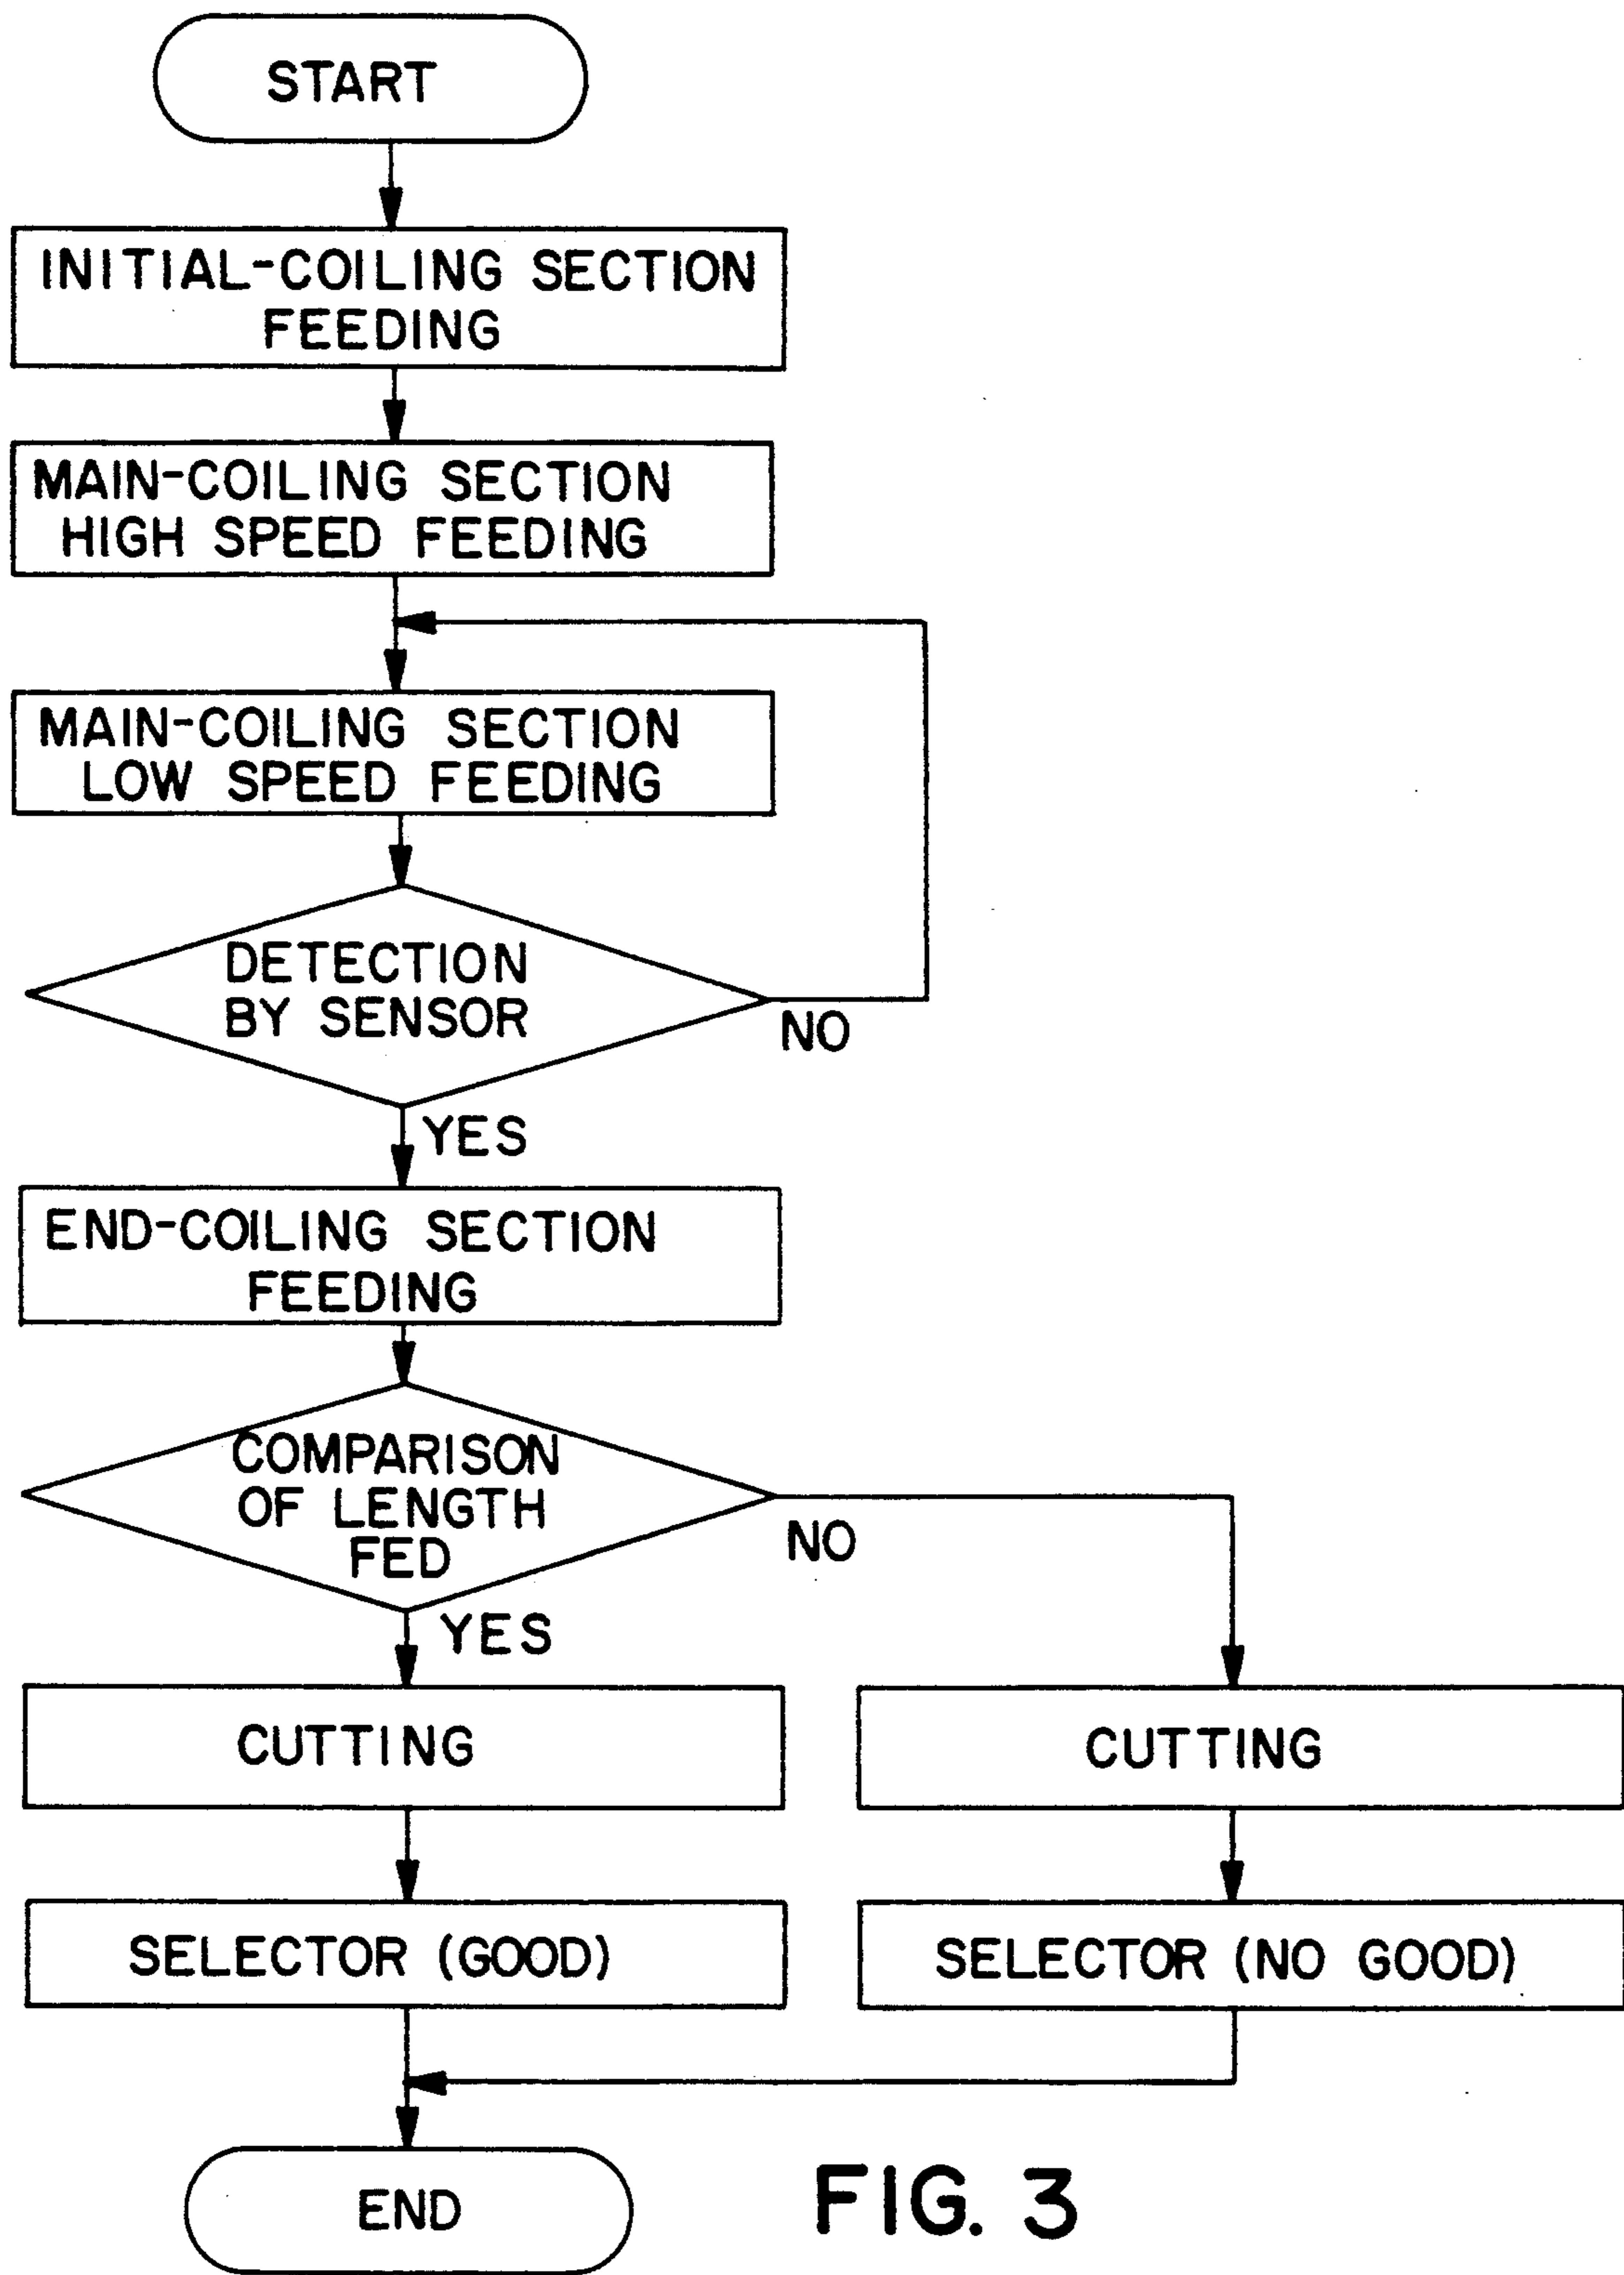 START
INITIAL-COILING SECTION
FEEDING
MAIN-COILING SECTION
HIGH SPEED FEEDING
MAIN-COILING SECTION
LOW SPEED FEEDING
DETECTION
BY SENSOR
NO
YES
END-COILING SECTION
FEEDING
COMPARISON
OF LENGTH
FED
NO
YES
CUTTING
CUTTING
SELECTOR (GOOD)
SELECTOR (NO GOOD)
END
FIG. 3